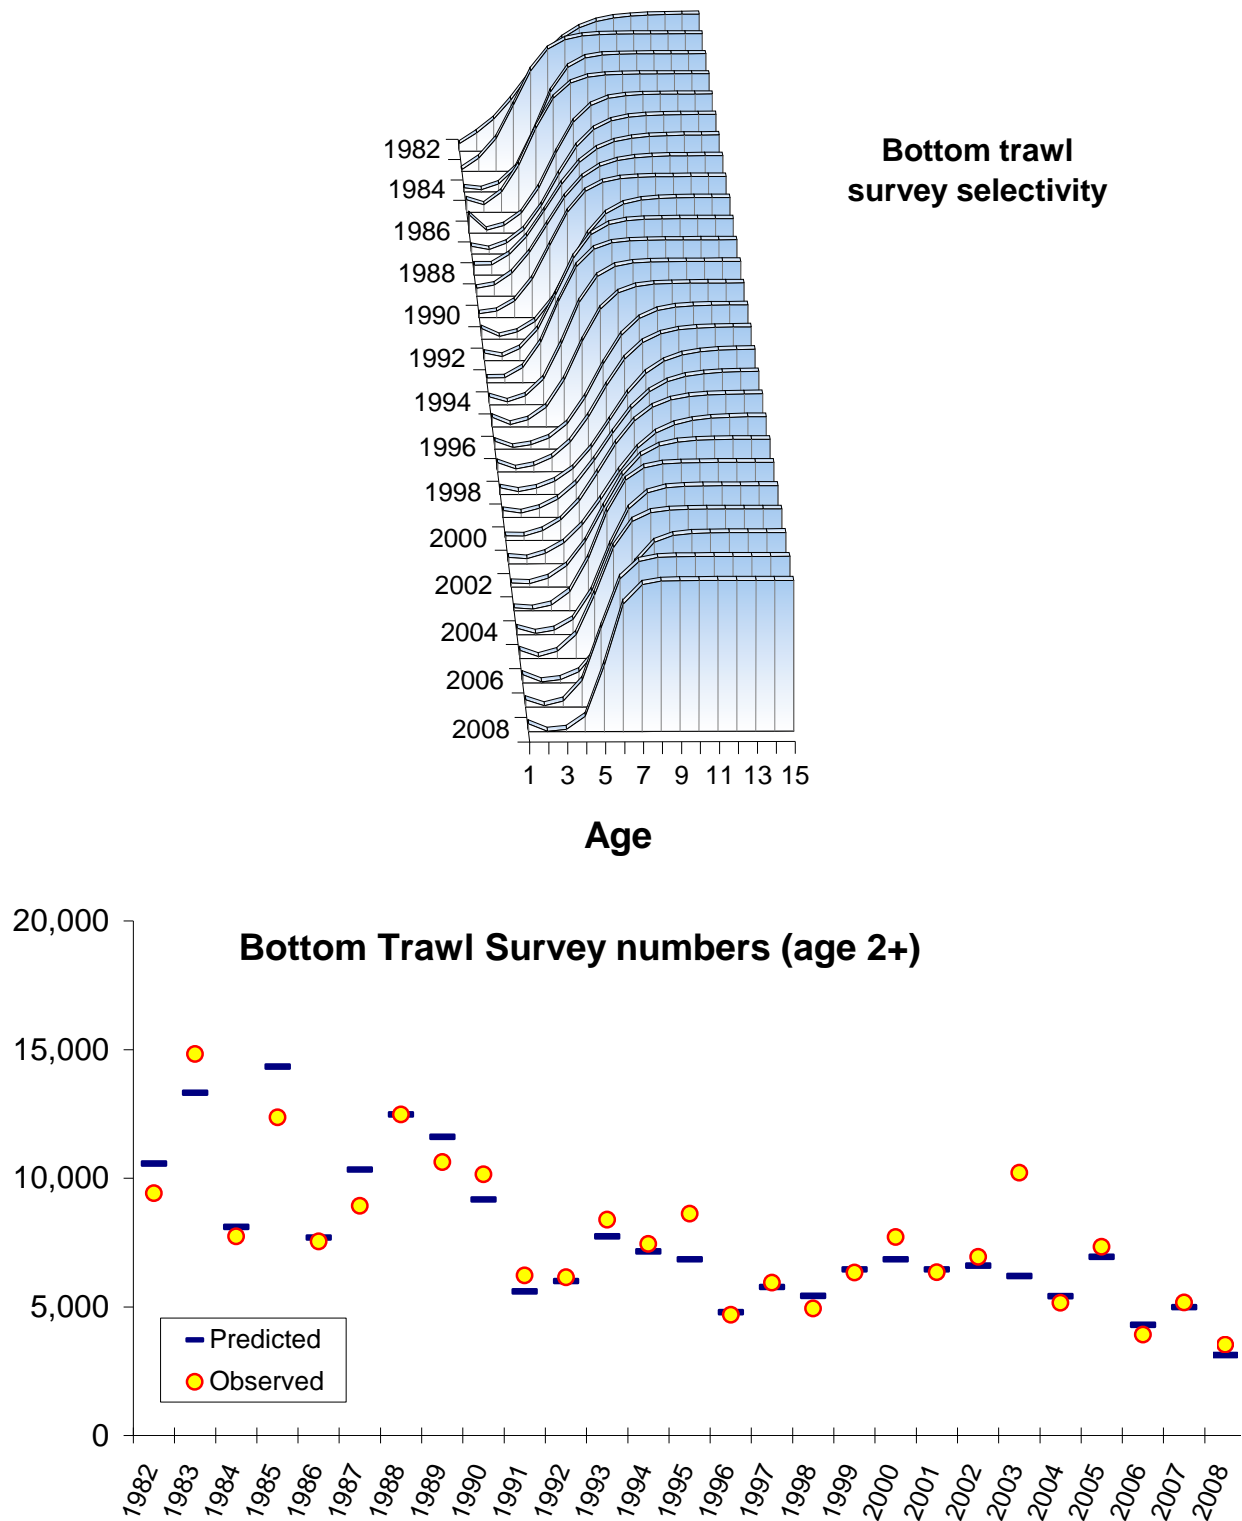 Bottom trawl
survey selectivity
1982
1984
1986
1988
1990
1992
1994
1996
1998
2000
2002
2004
2006
2008
1 3 5 7 9 11 13 15
Age
Bottom Trawl Survey numbers (age 2+)
20,000
15,000
10,000
5,000
0
Predicted
Observed
1982 1983 1984 1985 1986 1987 1988 1989 1990 1991 1992 1993 1994 1995 1996 1997 1998 1999 2000 2001 2002 2003 2004 2005 2006 2007 2008